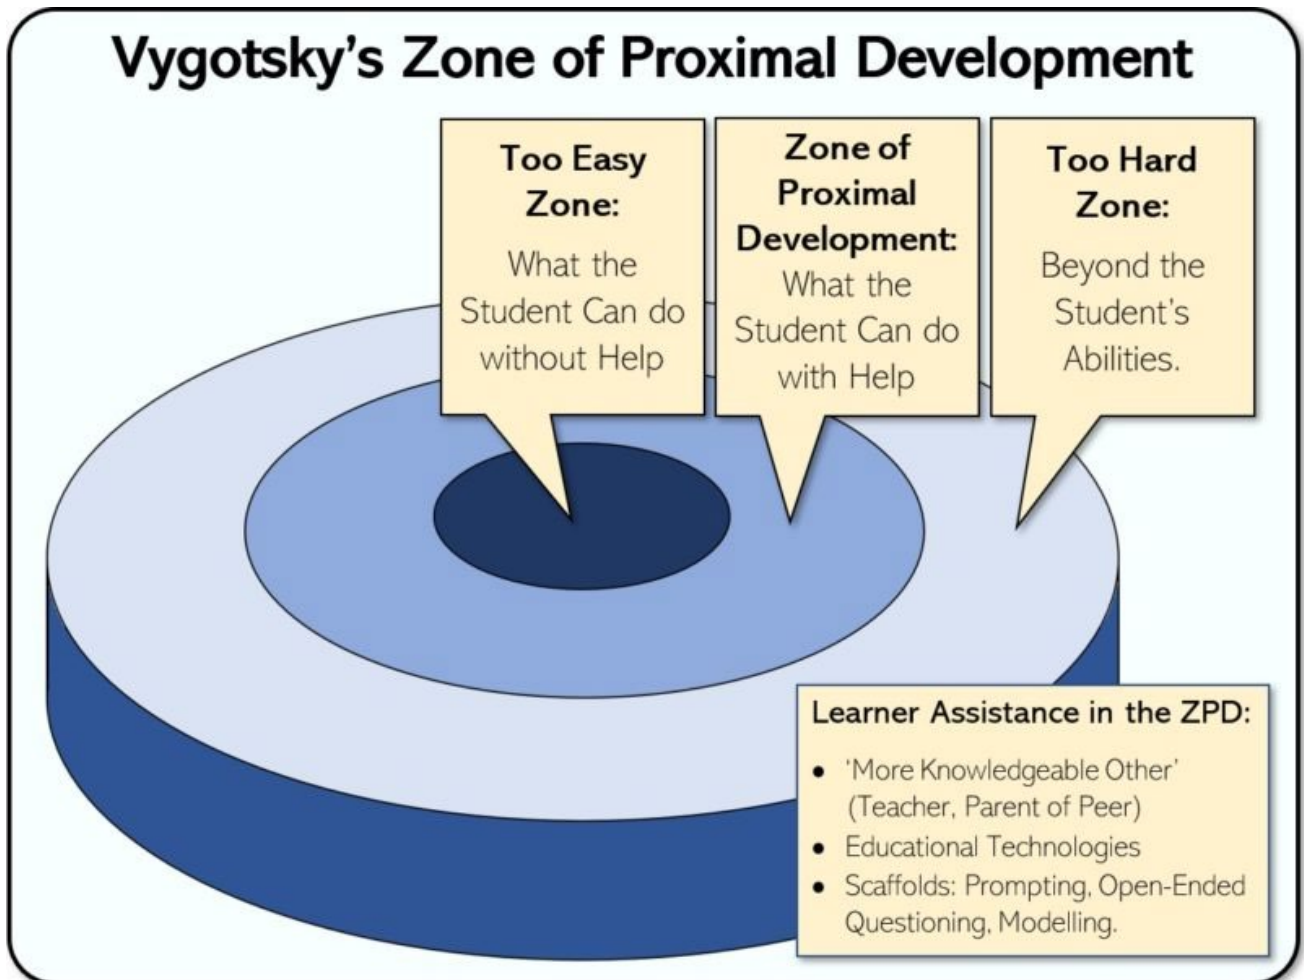 Vygotsky's Zone of Proximal Development
Too Easy
Zone:
What the
Student Can do
without Help
Zone of
Proximal
Development:
What the
Student Can do
with Help
Too Hard
Zone:
Beyond the
Student's
Abilities.
Learner Assistance in the ZPD:
• 'More Knowledgeable Other'
(Teacher, Parent of Peer)
• Educational Technologies
• Scaffolds: Prompting, Open-Ended
Questioning, Modelling.